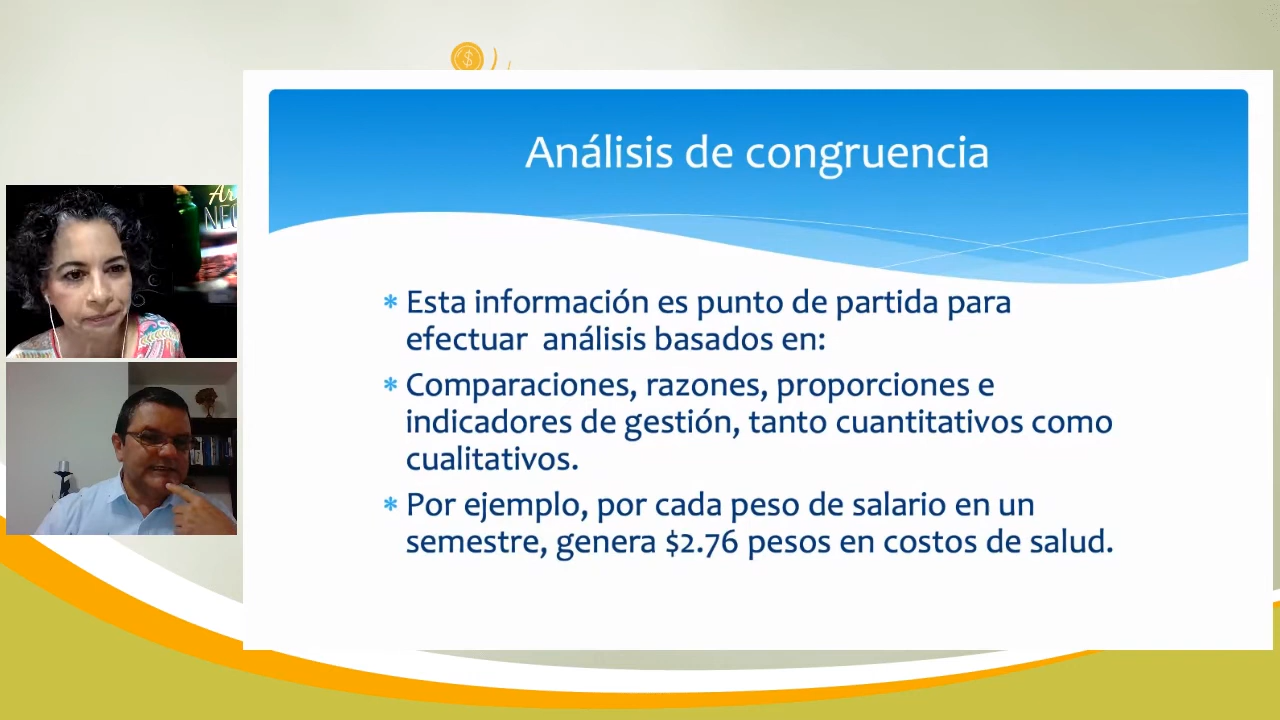 Análisis de congruencia
* Esta información es punto de partida para
efectuar  análisis basados en:
* Comparaciones, razones, proporciones e
indicadores de gestión, tanto cuantitativos como
cualitativos.
* Por ejemplo, por cada peso de salario en un
semestre, genera $2.76 pesos en costos de salud.
$